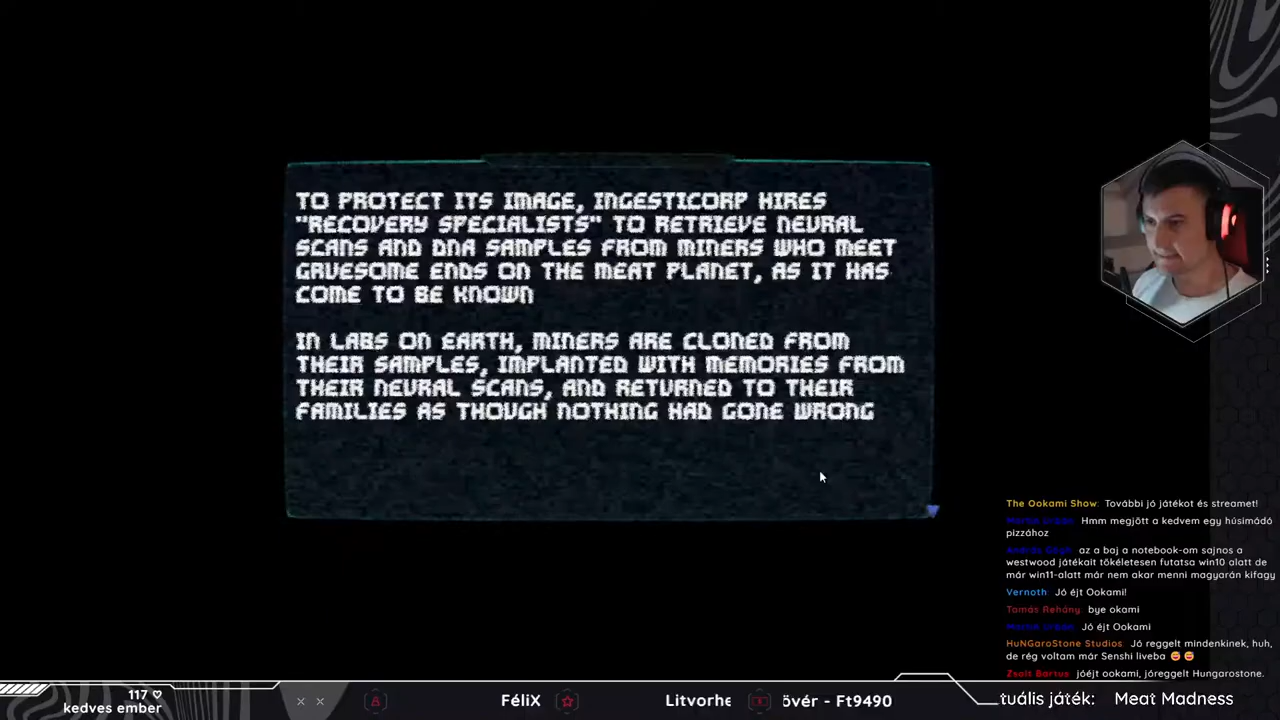 TO PROTECT ITS IMAGE, INGESTICORP HIRES
"RECOVERY SPECIALISTS" TO RETRIEVE NEURAL
SCANS AND DNA SAMPLES FROM MINERS WHO MEET
GRUESOME ENDS ON THE MEAT PLANET, AS IT HAS
COME TO BE KNOWN
IN LABS ON EARTH, MINERS ARE CLONED FROM
THEIR SAMPLES, IMPLANTED WITH MEMORIES FROM
THEIR NEURAL SCANS, AND RETURNED TO THEIR
FAMILIES AS THOUGH NOTHING HAD GONE WRONG
The Ookami Show: További jó játékot és streamet!
Hmm megjött a kedvem egy húsimádó
pizzához
az a baj a notebook-om sajnos a
westwood játékait tökéletesen futatsa win10 alatt de
már win11-alatt már nem akar menni magyarán kifagy
Vernoth: Jó éjt Ookami!
Tamás Rehány: bye okami
Jó éjt Ookami
HuNGaroStone Studios: Jó reggelt mindenkinek, huh,
de rég voltam már Senshi liveba
Zsolt Bartus: jóéjt ookami, jóreggelt Hungarostone.
117
kedves ember
FéliX
Litvorhe
övér - Ft9490
tuális játék: Meat Madness